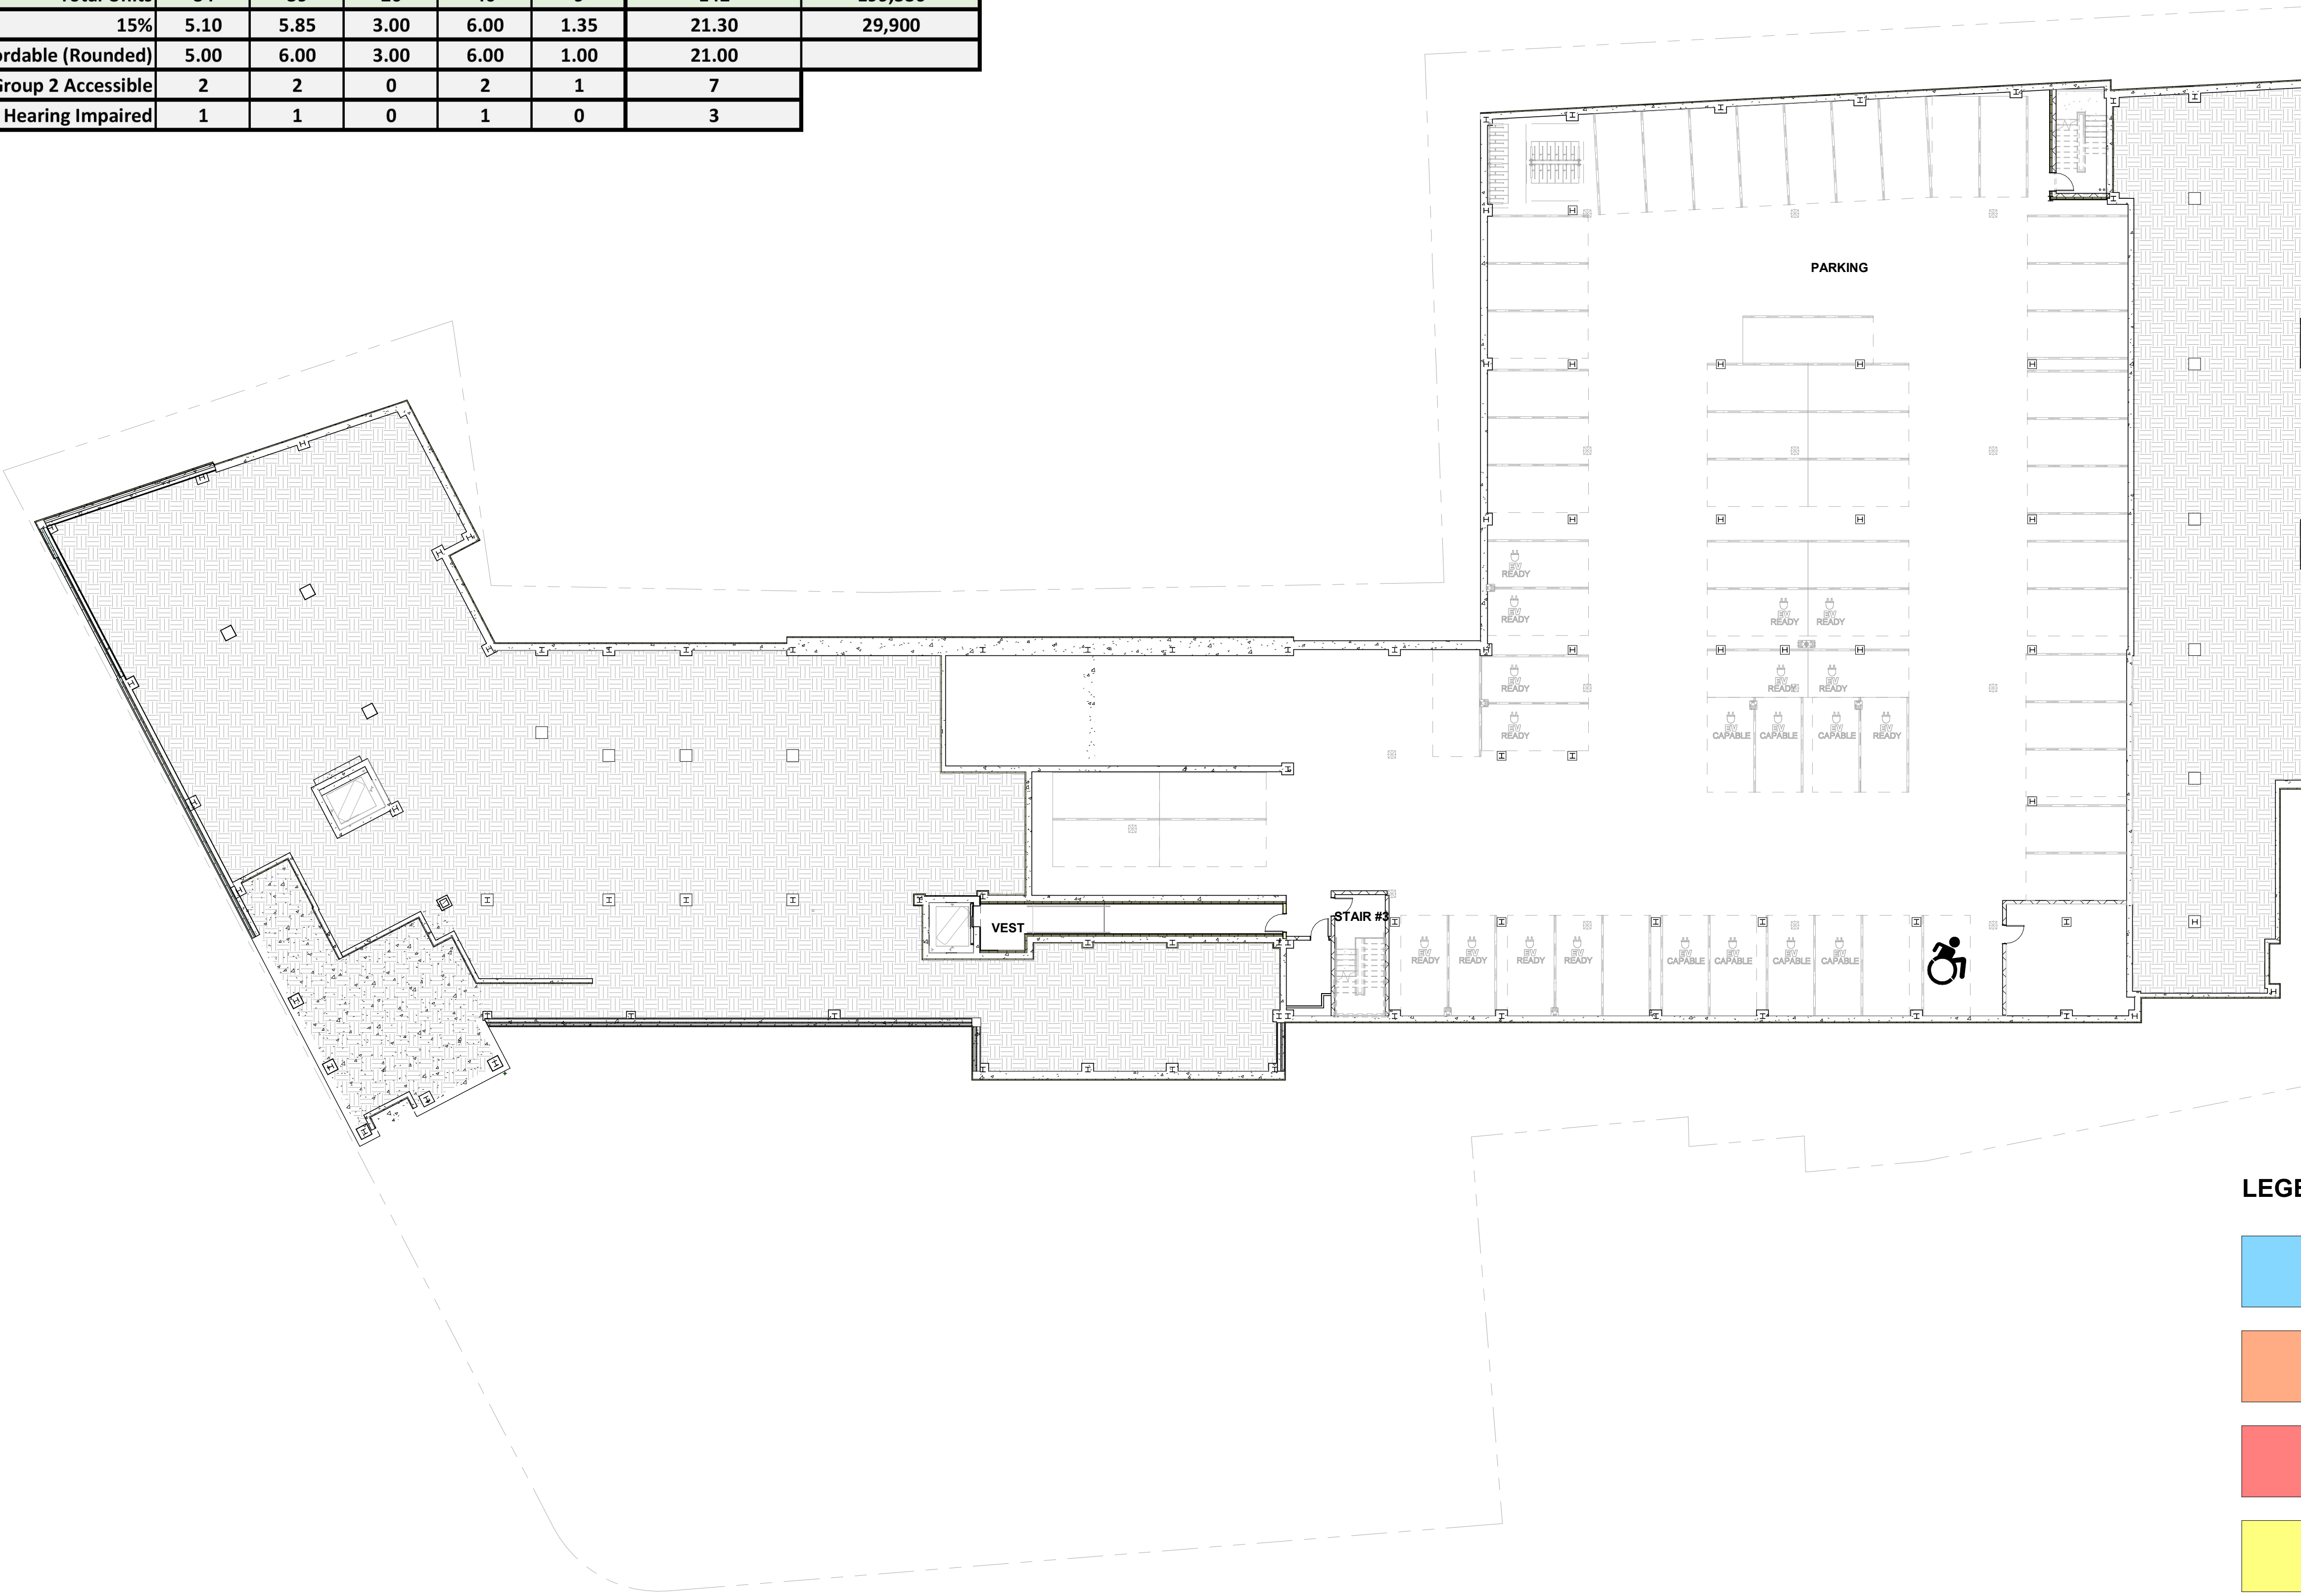 15% 5.10 5.85 3.00 6.00 1.35 21.30 29,900
ordable (Rounded) 5.00 6.00 3.00 6.00 1.00 21.00
Group 2 Accessible 2 2 0 2 1 7
Hearing Impaired 1 1 0 1 0 3
PARKING
EV
READY
EV
READY
EV
READY
EV
READY
EV
READY
EV
READY
EV
READY
EV
READY
EV
CAPABLE
EV
CAPABLE
EV
CAPABLE
EV
READY
VEST
STAIR #3
EV
READY
EV
READY
EV
READY
EV
READY
EV
CAPABLE
EV
CAPABLE
EV
CAPABLE
EV
CAPABLE
LEGE